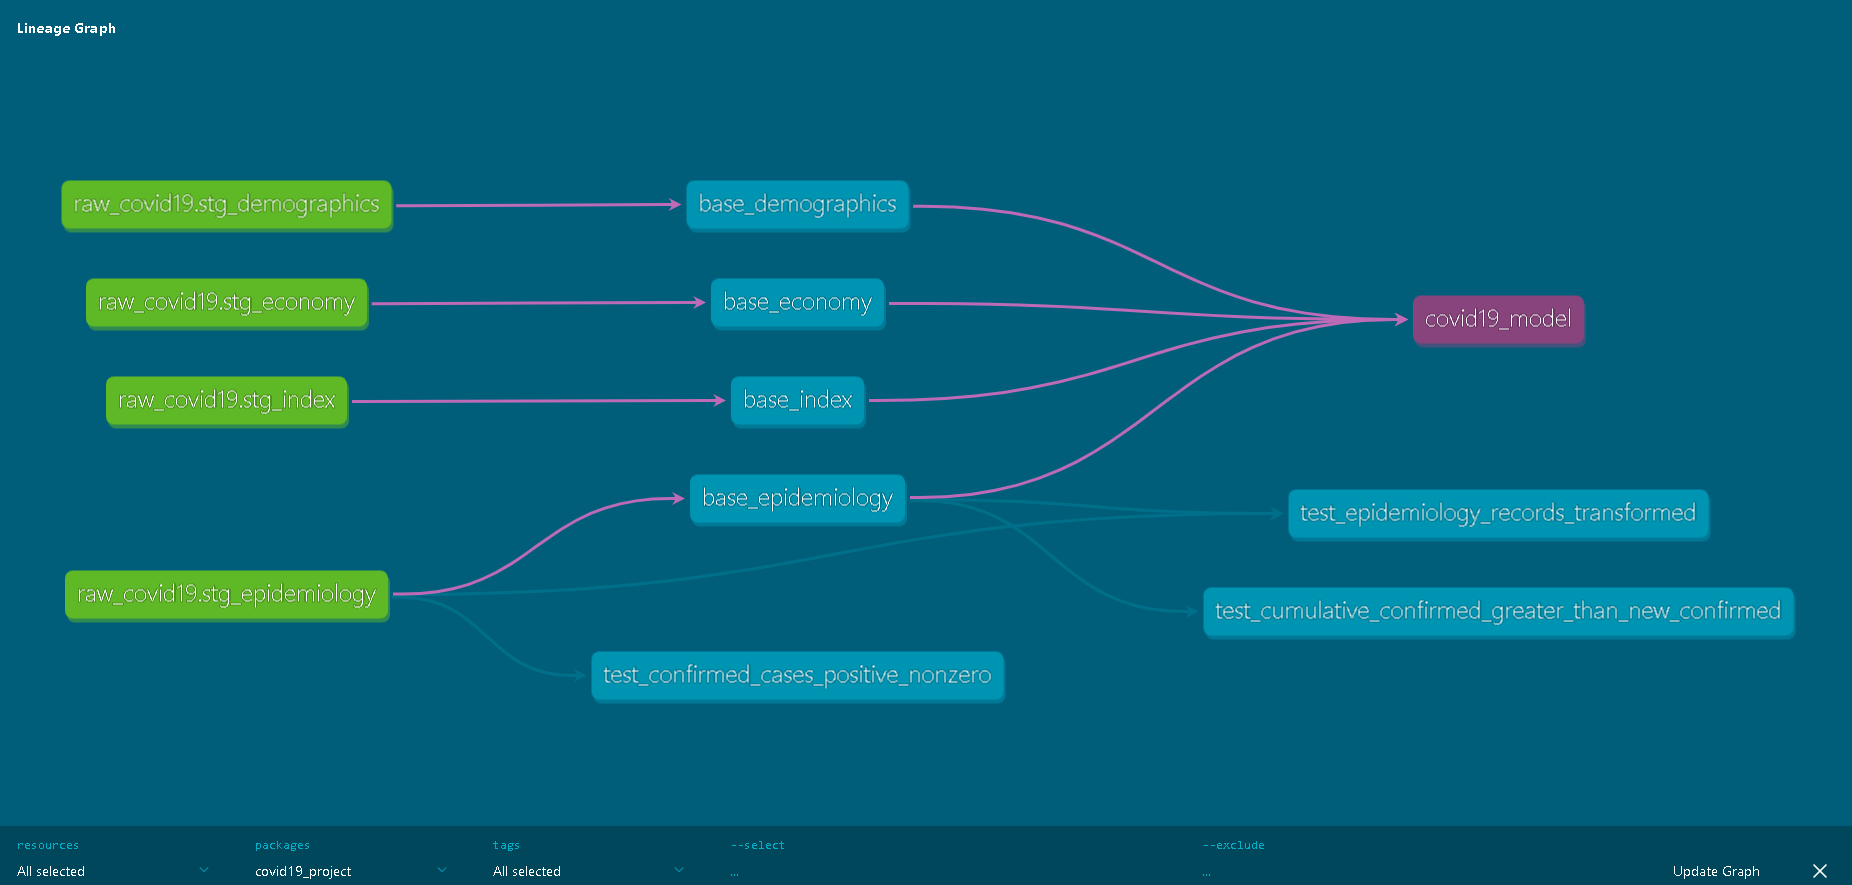 Lineage Graph
raw_covid19.stg_demographics
base_demographics
raw_covid19.stg_economy
base_economy
covid19_model
raw_covid19.stg_index
base_index
base_epidemiology
test_epidemiology_records_transformed
raw_covid19.stg_epidemiology
test_cumulative_confirmed_greater_than_new_confirmed
test_confirmed_cases_positive_nonzero
resources packages tags --select --exclude
All selected covid19_project All selected ... ... Update Graph